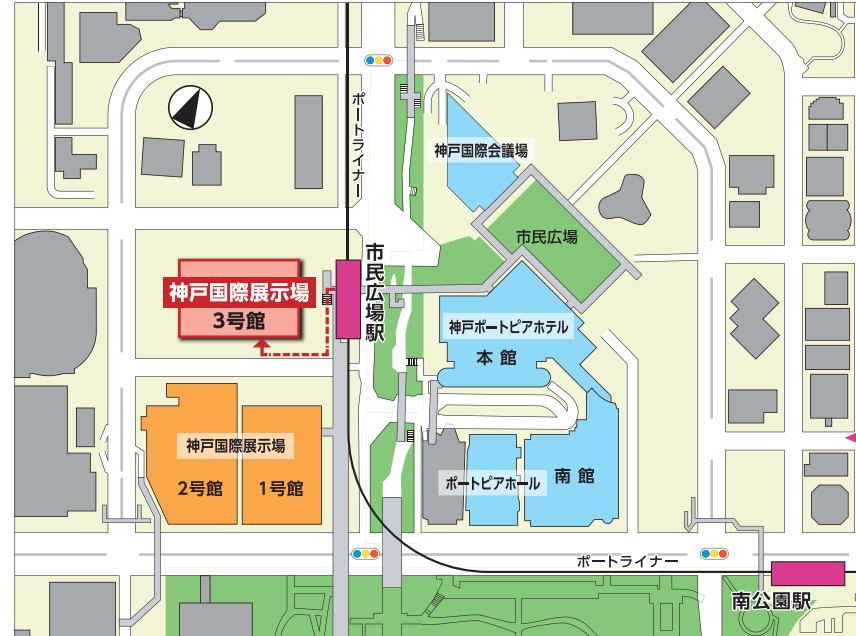 ポートライナー
神戸国際会議場
市民広場
市民広場駅
神戸国際展示場
3号館
神戸ポートピアホテル
本館
神戸国際展示場
2号館
1号館
ポートピアホール
南館
ポートライナー
南公園駅